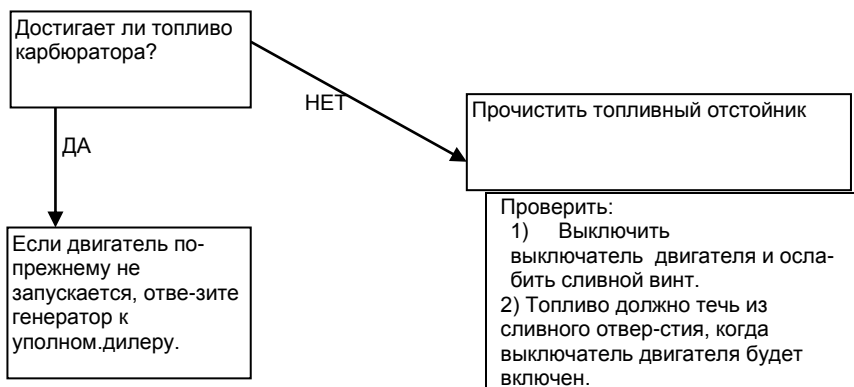 Достигает ли топливо
карбюратора?
НЕТ
Прочистить топливный отстойник
ДА
Если двигатель по-
прежнему не
запускается, отве-зите
генератор к
уполном.дилеру.
Проверить:
1) Выключить
выключатель двигателя и осла-
бить сливной винт.
2) Топливо должно течь из
сливного отвер-стия, когда
выключатель двигателя будет
включен.